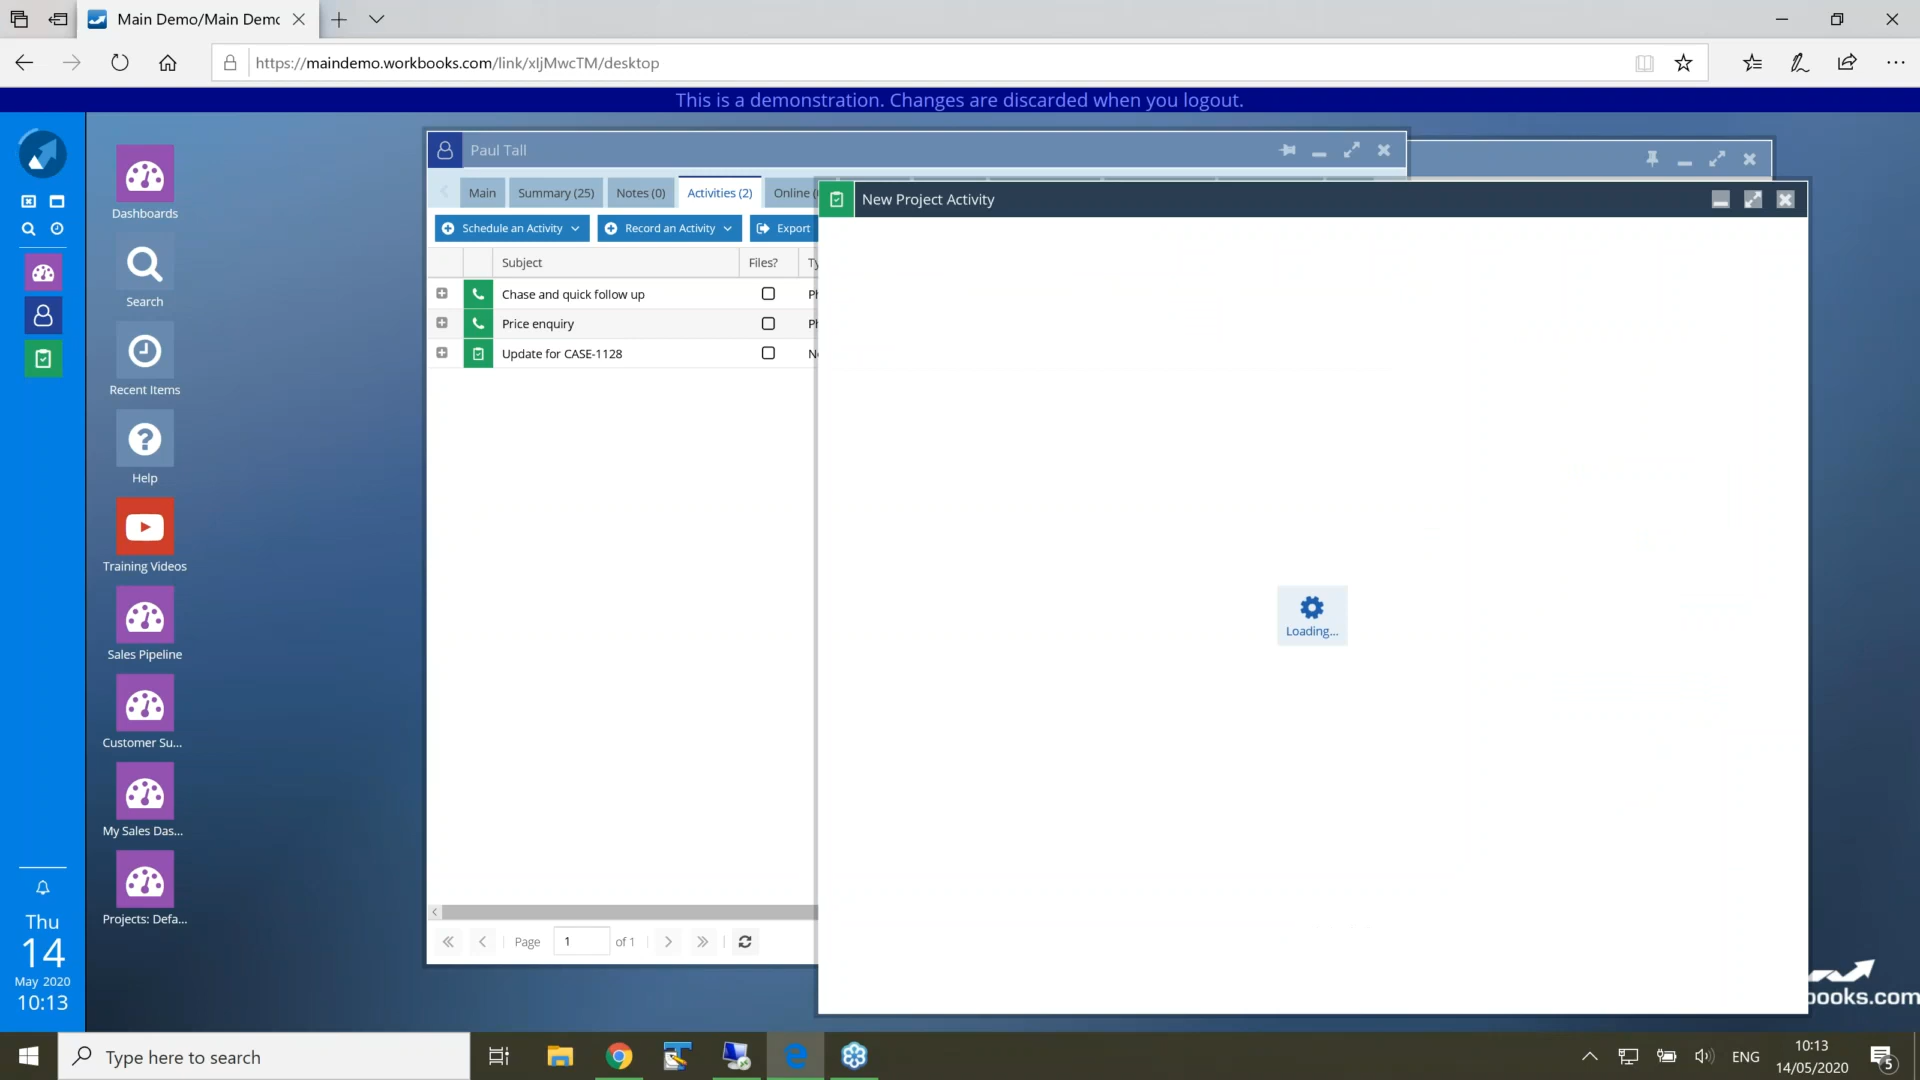 Main Demo/Main Demo
https://maindemo.workbooks.com/link/xljMwcTM/desktop
This is a demonstration. Changes are discarded when you logout.
Dashboards
Search
Recent Items
Help
Training Videos
Sales Pipeline
Customer Su...
My Sales Das...
Projects: Defa...
Thu
14
May 2020
10:13
Paul Tall
Main
Summary (25)
Notes (0)
Activities (2)
Online
Schedule an Activity
Record an Activity
Export
Subject
Files?
Chase and quick follow up
Price enquiry
Update for CASE-1128
Page
1
of 1
New Project Activity
Loading...
books.com
Type here to search
ENG
10:13
14/05/2020
5